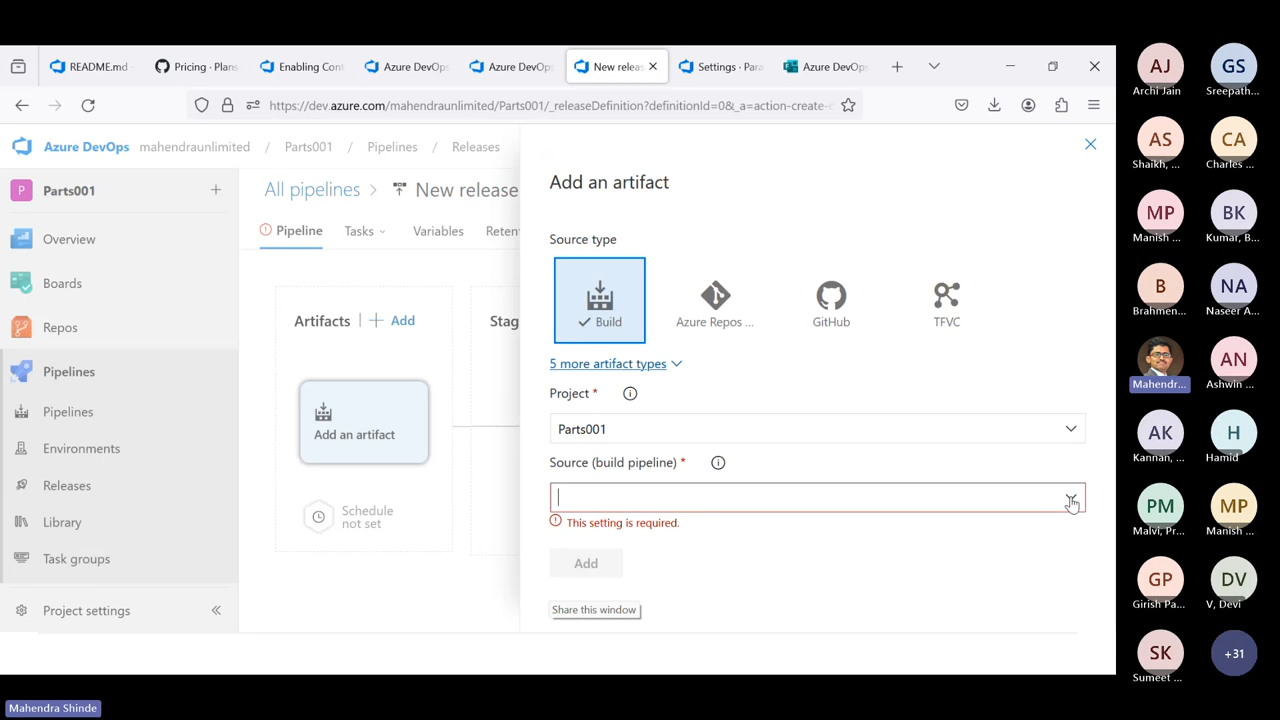 README.md
Pricing · Plans
Enabling Cont
Azure DevOp
Azure DevOp
New releas
Settings · Para
Azure DevOp
https://dev.azure.com/mahendraunlimited/Parts001/_releaseDefinition?definitionId=0&_a=action-create-
Azure DevOps mahendraunlimited / Parts001 / Pipelines / Releases
P Parts001
Overview
Boards
Repos
Pipelines
Pipelines
Environments
Releases
Library
Task groups
Project settings
All pipelines > New release
Pipeline Tasks Variables Reten
Artifacts | + Add
Stag
Add an artifact
Schedule
not set
Add an artifact
Source type
Build
Azure Repos ...
GitHub
TFVC
5 more artifact types
Project *
Parts001
Source (build pipeline) *
This setting is required.
Add
Share this window
AJ
Archi Jain
GS
Sreepath...
AS
Shaikh, ...
CA
Charles ...
MP
Manish ...
BK
Kumar, B...
B
Brahmen...
NA
Naseer A...
Mahendr...
AN
Ashwin ...
AK
Kannan, ...
H
Hamid
PM
Malvi, Pr...
MP
Manish ...
GP
Girish Pa...
DV
V, Devi
SK
Sumeet ...
+31
Mahendra Shinde